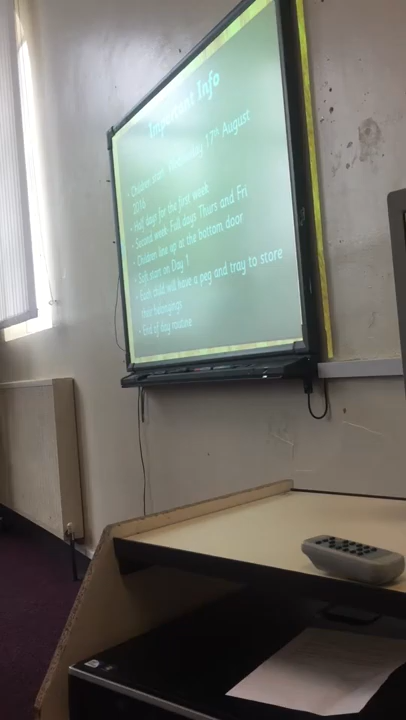 Important Info
• Children start Wednesday 17th August
2016
• Half days for the first week
• Second week Full days Thurs and Fri
• Children line up at the bottom door
• Soft start on Day 1
• Each child will have a peg and tray to store
their belongings
• End of day routine